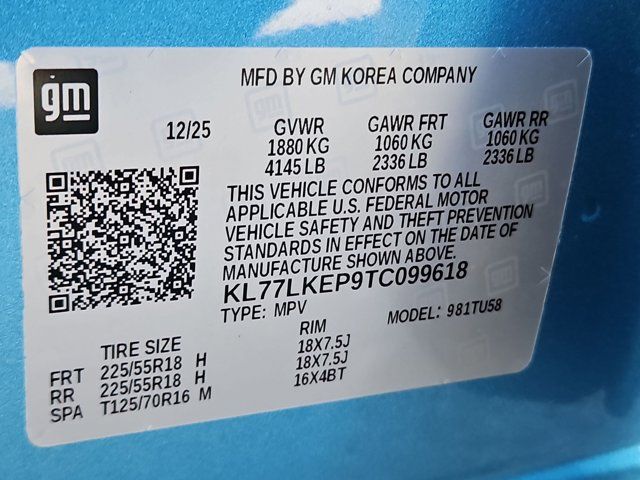 gm
MFD BY GM KOREA COMPANY
12/25 GVWR GAWR FRT GAWR RR
1880 KG 1060 KG 1060 KG
4145 LB 2336 LB 2336 LB
THIS VEHICLE CONFORMS TO ALL
APPLICABLE U.S. FEDERAL MOTOR
VEHICLE SAFETY AND THEFT PREVENTION
STANDARDS IN EFFECT ON THE DATE OF
MANUFACTURE SHOWN ABOVE.
KL77LKEP9TC099618
TYPE: MPV MODEL: 981TU58
TIRE SIZE RIM
FRT 225/55R18 H 18X7.5J
RR 225/55R18 H 18X7.5J
SPA T125/70R16 M 16X4BT